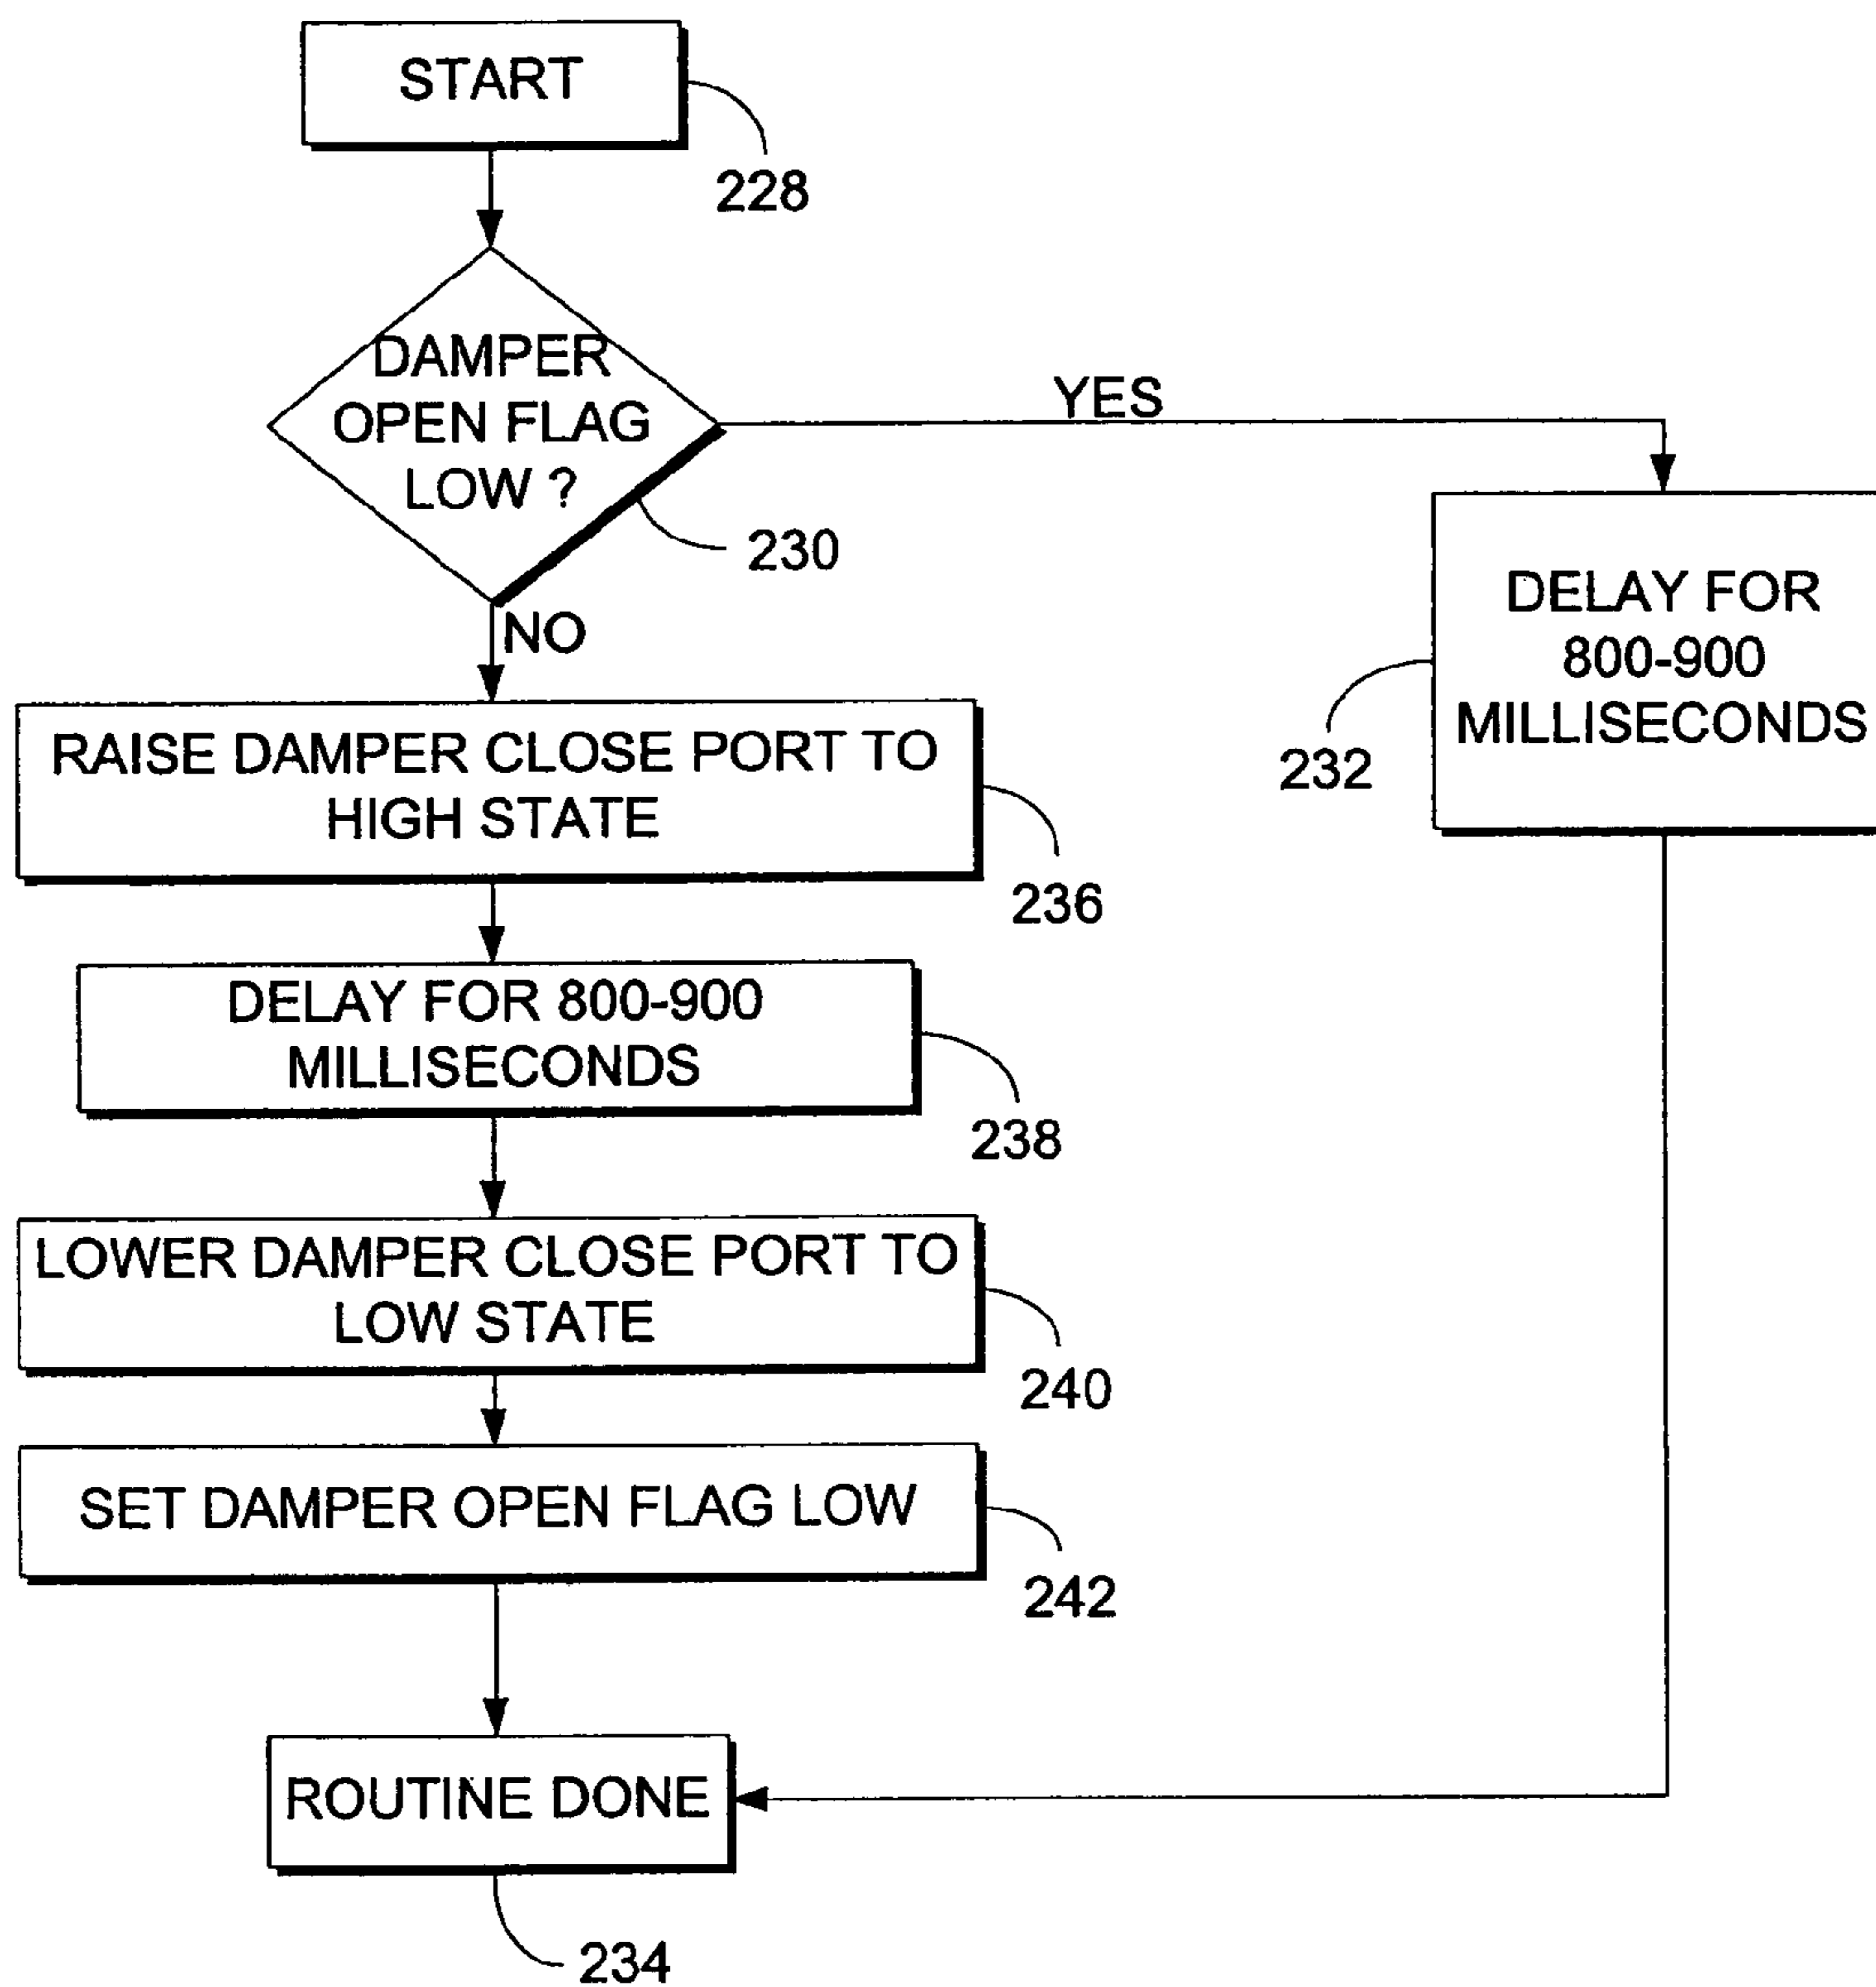 START
228
DAMPER
OPEN FLAG
LOW ?
YES
230
NO
DELAY FOR
800-900
MILLISECONDS
232
RAISE DAMPER CLOSE PORT TO
HIGH STATE
236
DELAY FOR 800-900
MILLISECONDS
238
LOWER DAMPER CLOSE PORT TO
LOW STATE
240
SET DAMPER OPEN FLAG LOW
242
ROUTINE DONE
234